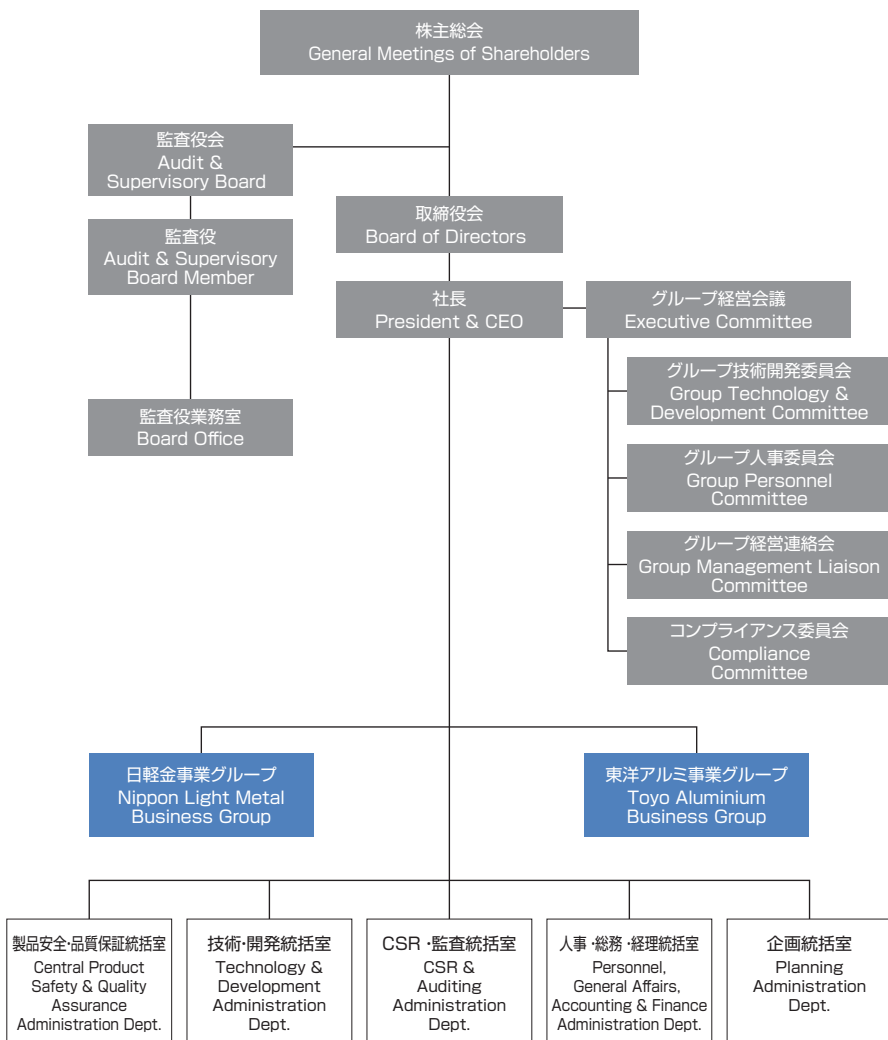 株主総会
General Meetings of Shareholders
監査役会
Audit &
Supervisory Board
取締役会
Board of Directors
監査役
Audit & Supervisory
Board Member
社長
President & CEO
グループ経営会議
Executive Committee
グループ技術開発委員会
Group Technology &
Development Committee
監査役業務室
Board Office
グループ人事委員会
Group Personnel
Committee
グループ経営連絡会
Group Management Liaison
Committee
コンプライアンス委員会
Compliance
Committee
日軽金事業グループ
Nippon Light Metal
Business Group
東洋アルミ事業グループ
Toyo Aluminium
Business Group
製品安全・品質保証統括室
Central Product
Safety & Quality
Assurance
Administration Dept.
技術・開発統括室
Technology &
Development
Administration
Dept.
CSR・監査統括室
CSR &
Auditing
Administration
Dept.
人事・総務・経理統括室
Personnel,
General Affairs,
Accounting & Finance
Administration Dept.
企画統括室
Planning
Administration
Dept.